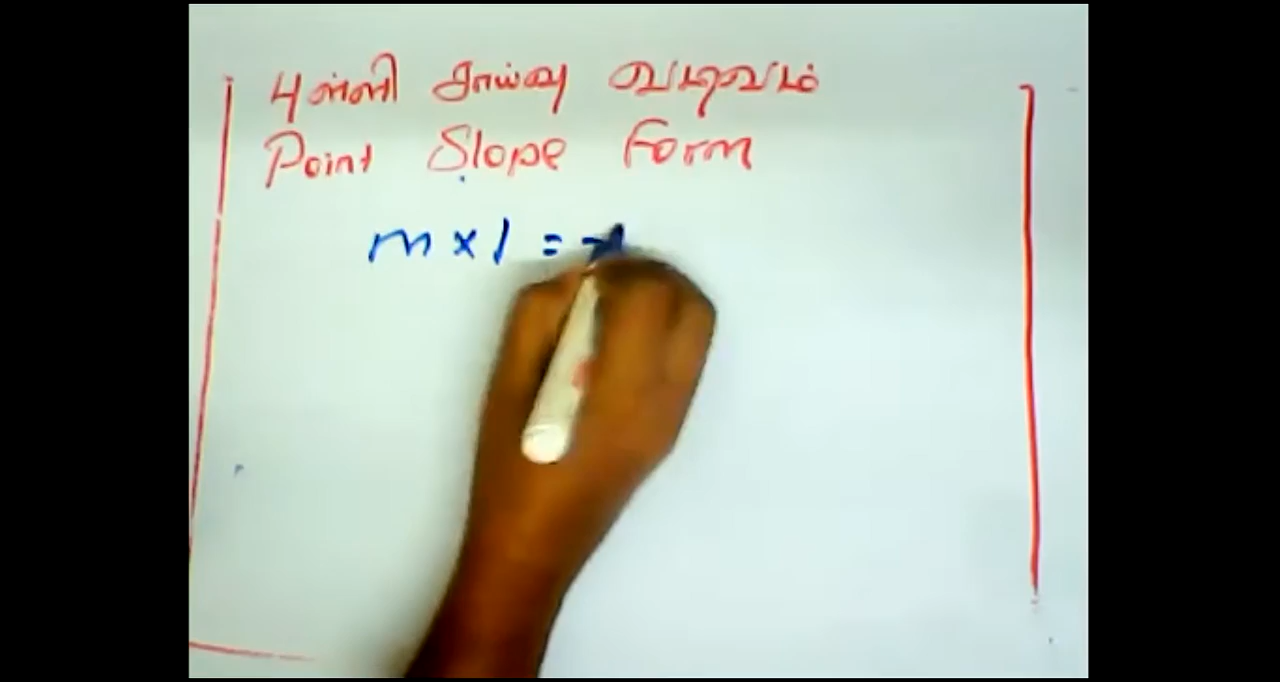 புள்ளி சாய்வு வடிவம்
Point Slope Form
m × 1 =